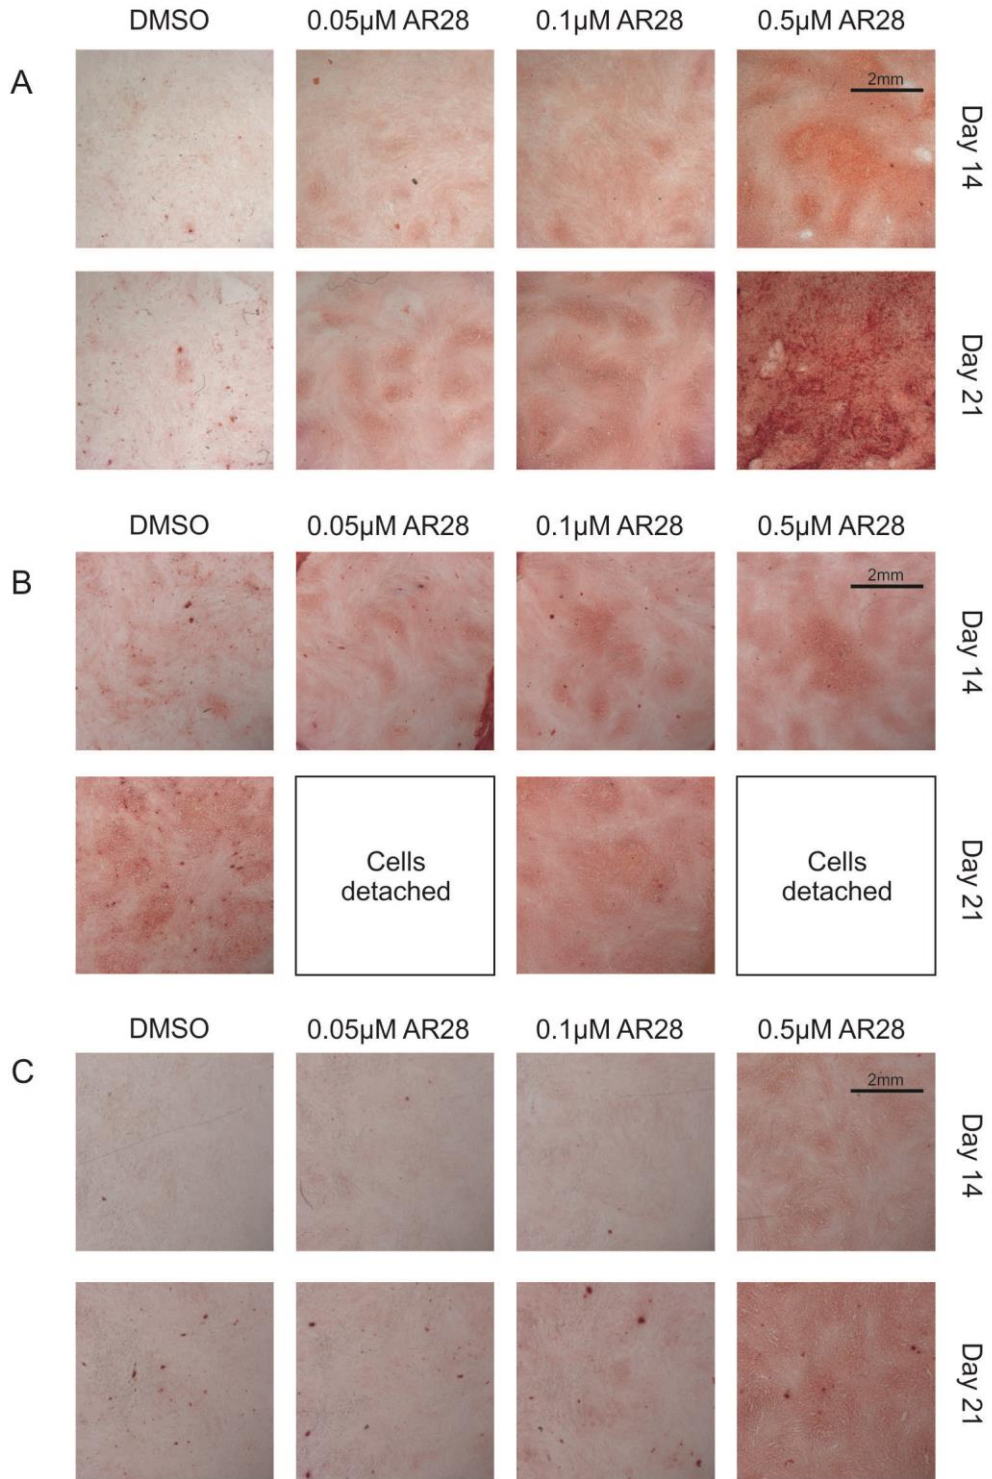 DMSO 0.05µM AR28 0.1µM AR28 0.5µM AR28
A
2mm
Day 14
Day 21
DMSO 0.05µM AR28 0.1µM AR28 0.5µM AR28
B
2mm
Day 14
Cells
detached
Cells
detached
Day 21
DMSO 0.05µM AR28 0.1µM AR28 0.5µM AR28
C
2mm
Day 14
Day 21